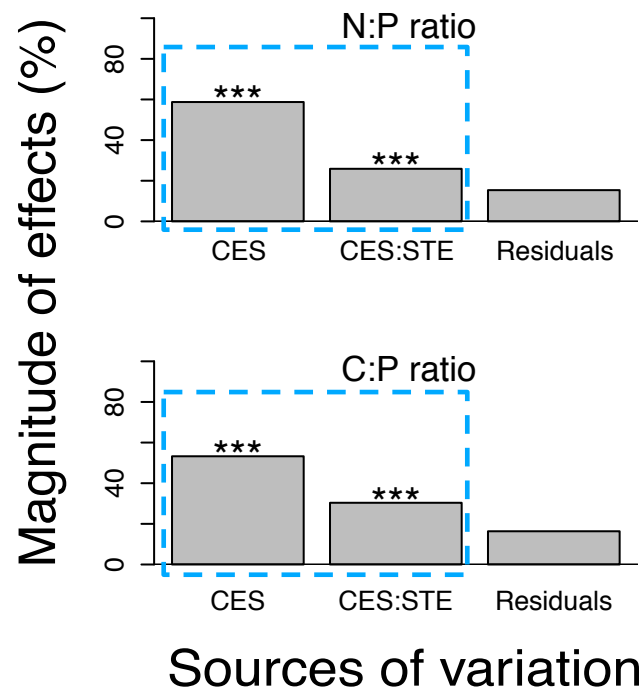 Magnitude of effects (%)
N:P ratio
80
40
0
***
***
CES
CES:STE
Residuals
C:P ratio
80
40
0
***
***
CES
CES:STE
Residuals
Sources of variation